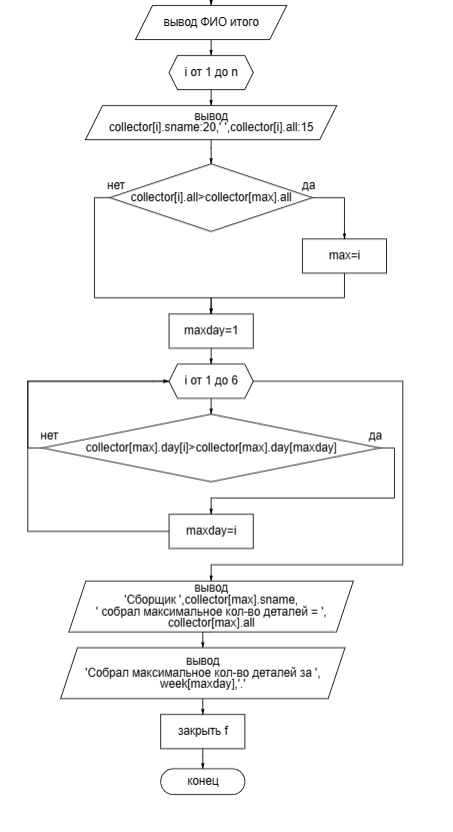 вывод ФИО итого
i от 1 до n
вывод
collector[i].sname:20,' ',collector[i].all:15
нет
да
collector[i].all>collector[max].all
max=i
maxday=1
i от 1 до 6
нет
да
collector[max].day[i]>collector[max].day[maxday]
maxday=i
вывод
'Сборщик ',collector[max].sname,
' собрал максимальное кол-во деталей = ',
collector[max].all
вывод
'Собрал максимальное кол-во деталей за ',
week[maxday],'.'
закрыть f
конец